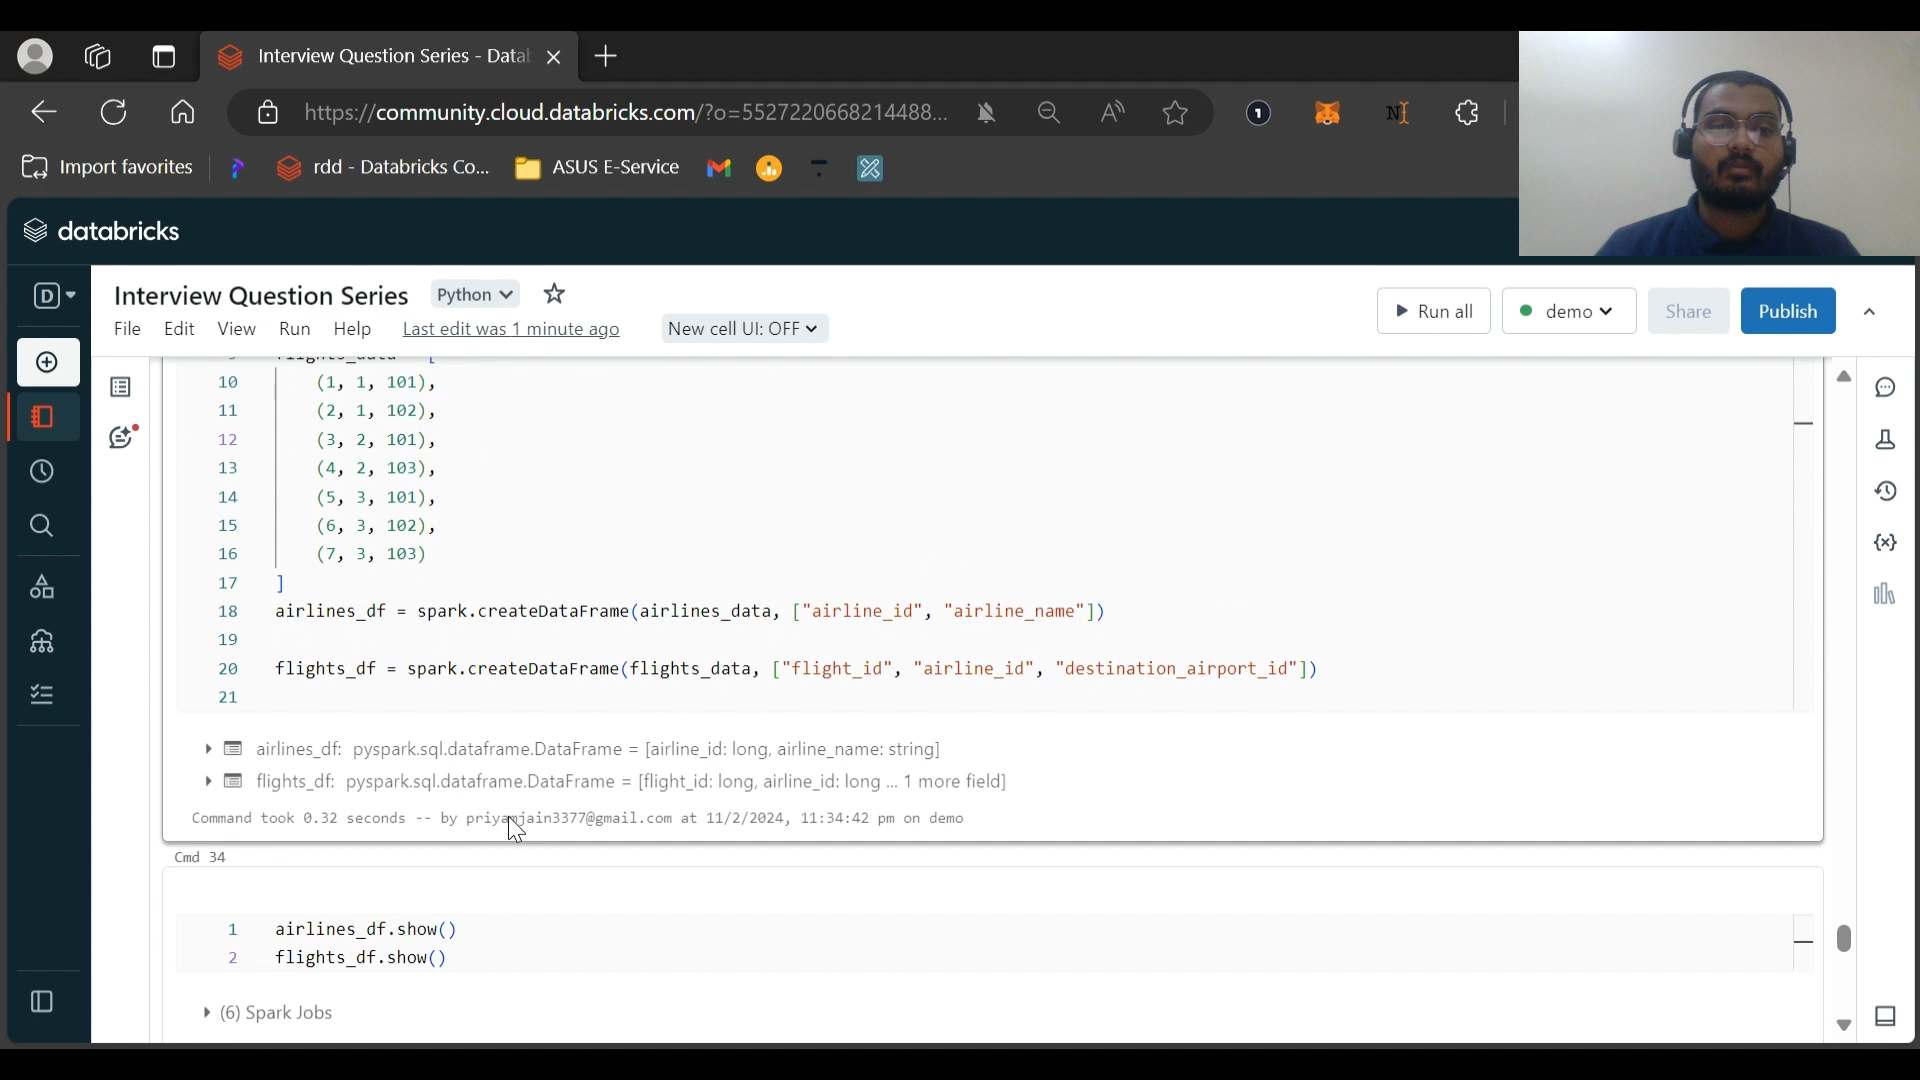 Interview Question Series - Datab
https://community.cloud.databricks.com/?o=5527220668214488...
Import favorites
rdd - Databricks Co...
ASUS E-Service
databricks
D
Interview Question Series
Python
File
Edit
View
Run
Help
Last edit was 1 minute ago
New cell UI: OFF
Run all
demo
Share
Publish
10 (1, 1, 101),
11 (2, 1, 102),
12 (3, 2, 101),
13 (4, 2, 103),
14 (5, 3, 101),
15 (6, 3, 102),
16 (7, 3, 103)
17 ]
18 airlines_df = spark.createDataFrame(airlines_data, ["airline_id", "airline_name"])
19
20 flights_df = spark.createDataFrame(flights_data, ["flight_id", "airline_id", "destination_airport_id"])
21
airlines_df: pyspark.sql.dataframe.DataFrame = [airline_id: long, airline_name: string]
flights_df: pyspark.sql.dataframe.DataFrame = [flight_id: long, airline_id: long ... 1 more field]
Command took 0.32 seconds -- by priyamjain3377@gmail.com at 11/2/2024, 11:34:42 pm on demo
Cmd 34
1 airlines_df.show()
2 flights_df.show()
(6) Spark Jobs